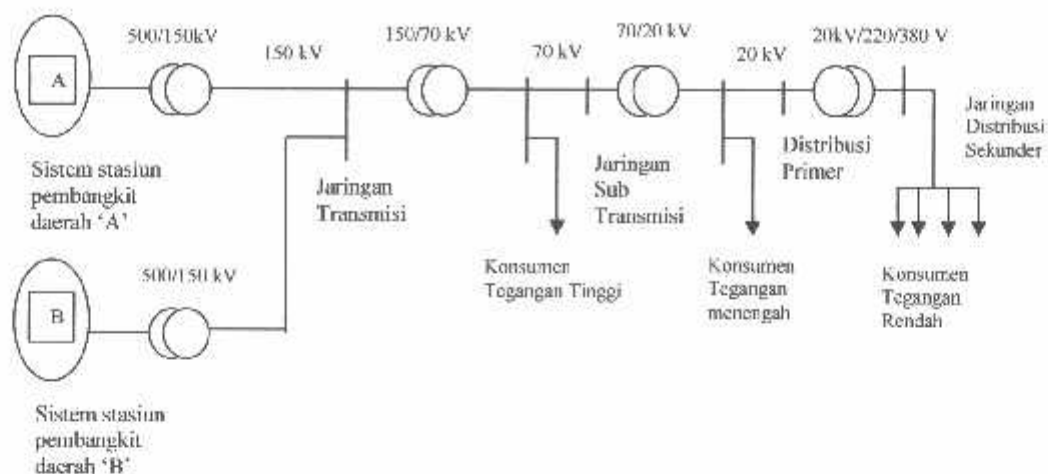 500/150kV
150 kV
150/70 kV
70 kV
70/20 kV
20 kV
20kV/220/380 V
A
Sistem stasiun
pembangkit
daerah ‘A’
Jaringan
Transmisi
Jaringan
Sub
Transmisi
Distribusi
Primer
Jaringan
Distribusi
Sekunder
500/150 kV
B
Konsumen
Tegangan Tinggi
Konsumen
Tegangan
menengah
Konsumen
Tegangan
Rendah
Sistem stasiun
pembangkit
daerah ‘B’